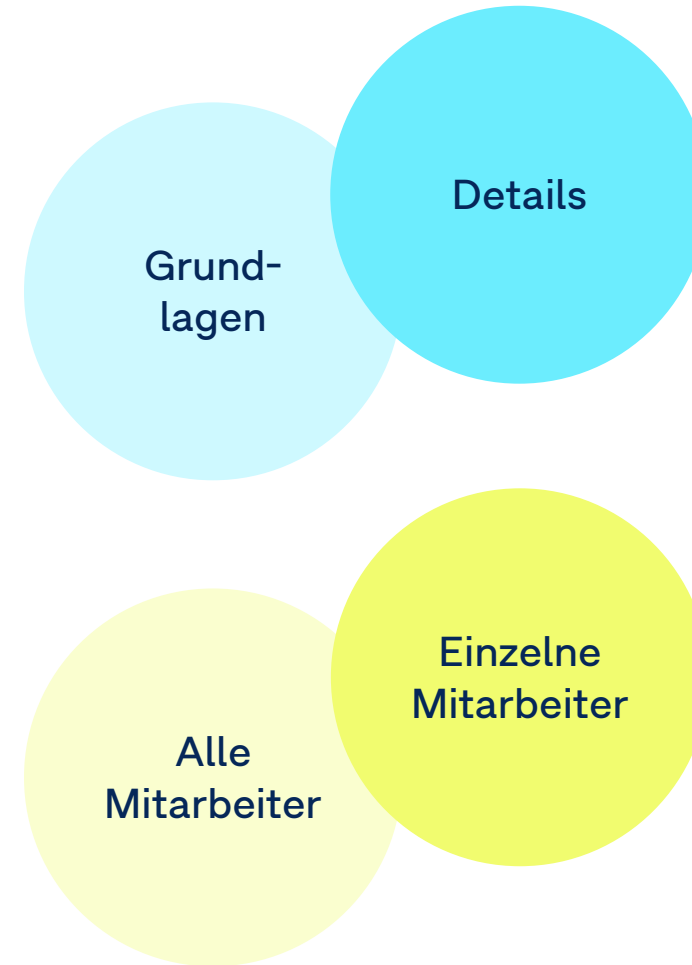 Details
Grund-
lagen
Einzelne
Mitarbeiter
Alle
Mitarbeiter